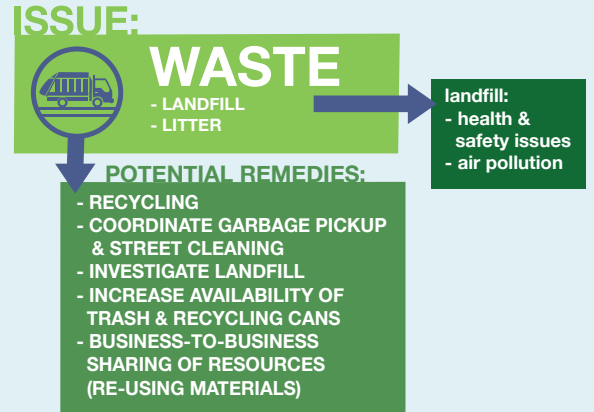 ISSUE:
WASTE
- LANDFILL
- LITTER
landfill:
- health &
safety issues
- air pollution
POTENTIAL REMEDIES:
- RECYCLING
- COORDINATE GARBAGE PICKUP
& STREET CLEANING
- INVESTIGATE LANDFILL
- INCREASE AVAILABILITY OF
TRASH & RECYCLING CANS
- BUSINESS-TO-BUSINESS
SHARING OF RESOURCES
(RE-USING MATERIALS)